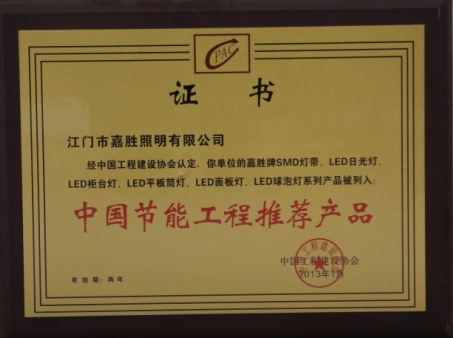 CPAC
证书
江门市嘉胜照明有限公司
经中国工程建设协会认定，你单位的嘉胜牌SMD灯带、LED日光灯、
LED柜台灯、LED平板筒灯、LED面板灯、LED球泡灯系列产品被列入：
中国节能工程推荐产品
中国工程建设协会
2013年1月
有效期：两年